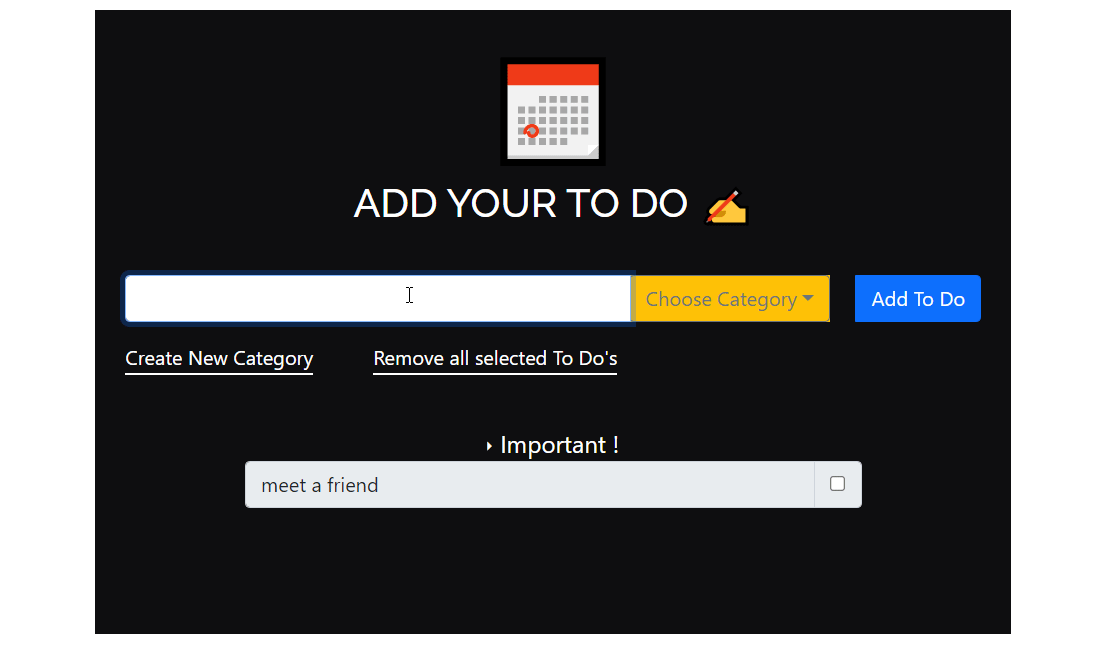 ADD YOUR TO DO
Choose Category
Add To Do
Create New Category
Remove all selected To Do's
Important !
meet a friend